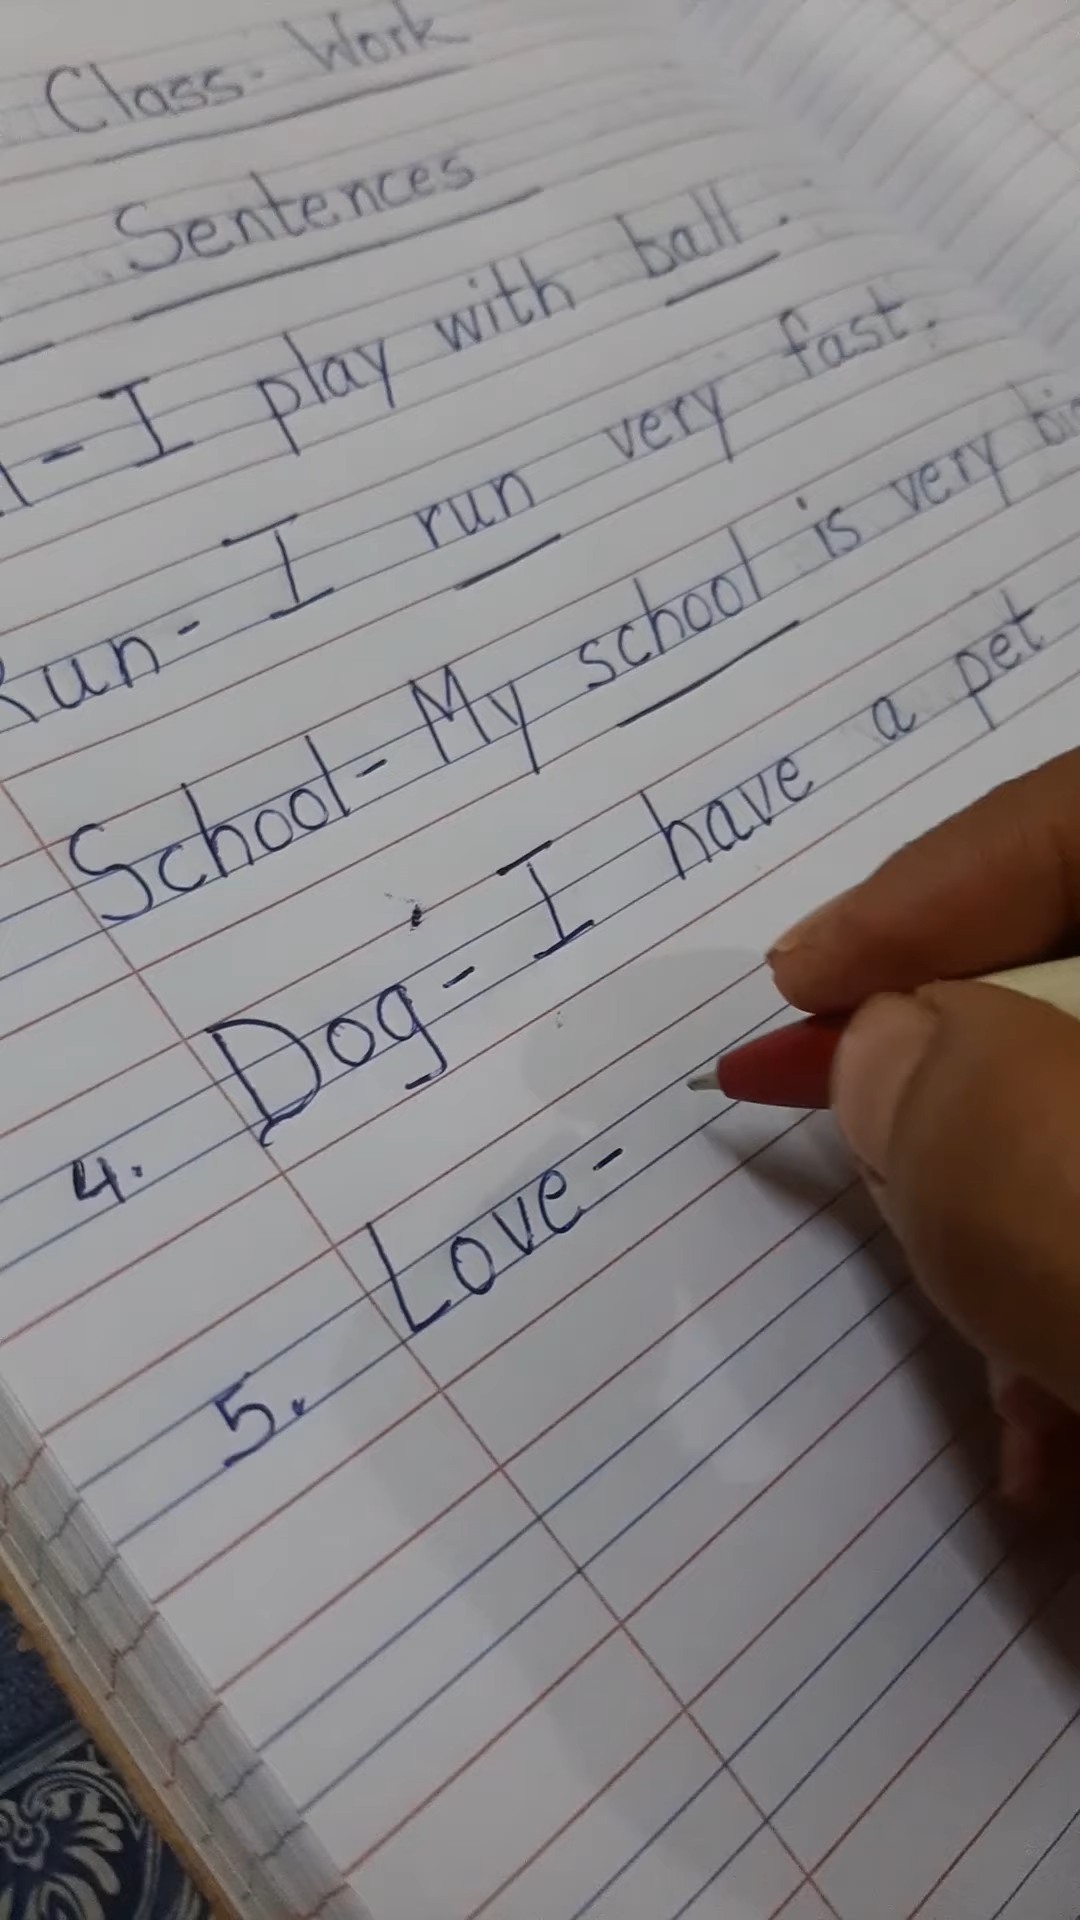 Class-Work
Sentences
- I play with ball.
Run- I run very fast.
School- My school is very
4. Dog- I have a pet
5. Love-